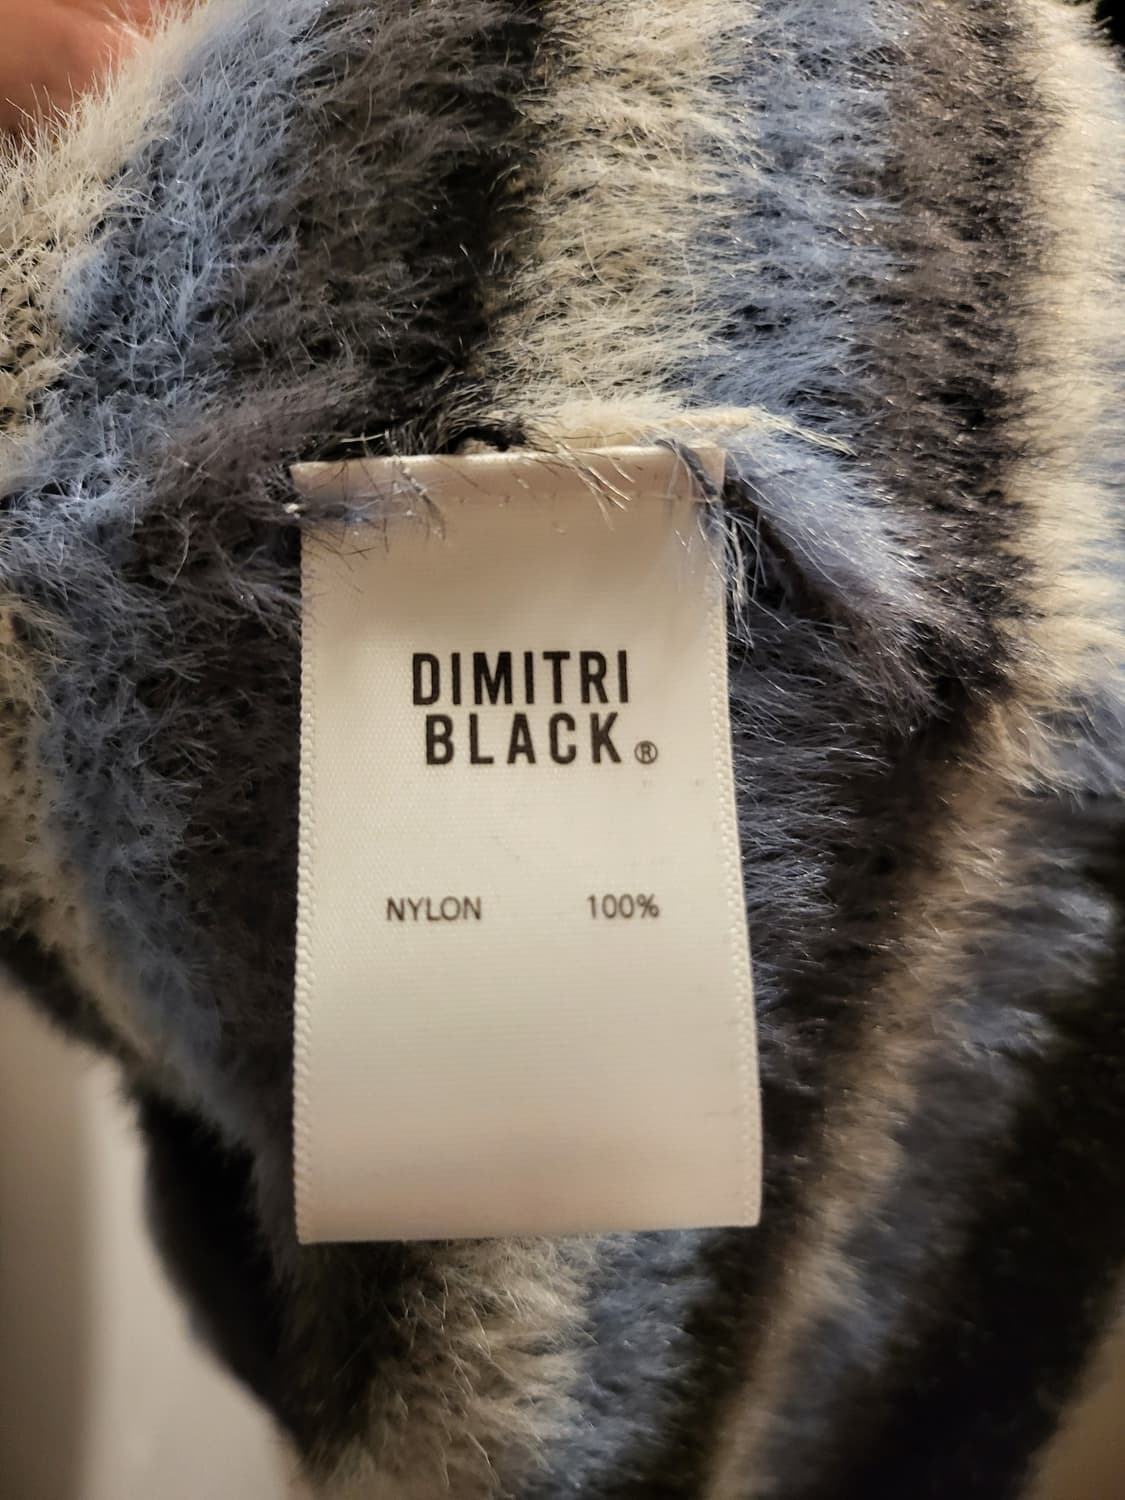 DIMITRI
BLACK®
NYLON 100%